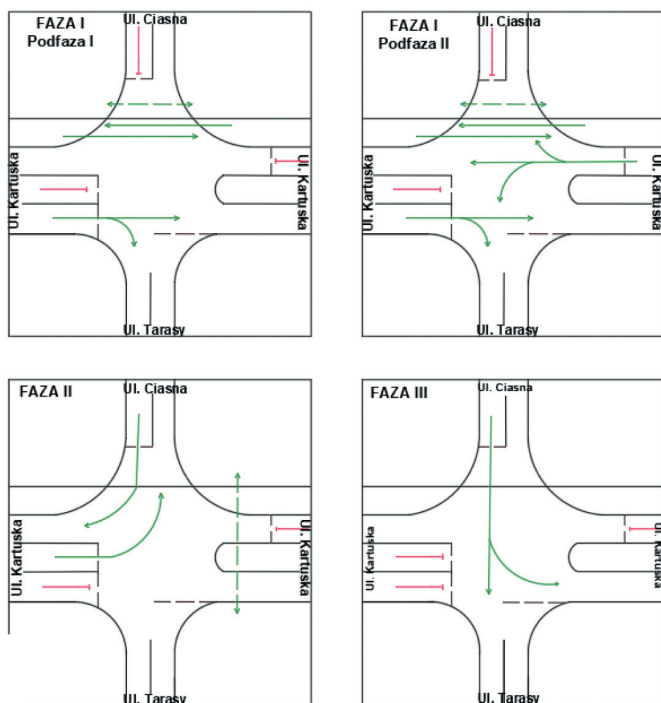 FAZA I
Podfaza I
Ul. Ciasna
Ul. Kartuska
Ul. Kartuska
Ul. Tarasy
FAZA I
Podfaza II
Ul. Ciasna
Ul. Kartuska
Ul. Kartuska
Ul. Tarasy
FAZA II
Ul. Ciasna
Ul. Kartuska
Ul. Kartuska
Ul. Tarasy
FAZA III
Ul. Ciasna
Ul. Kartuska
Ul. Kartuska
Ul. Tarasy